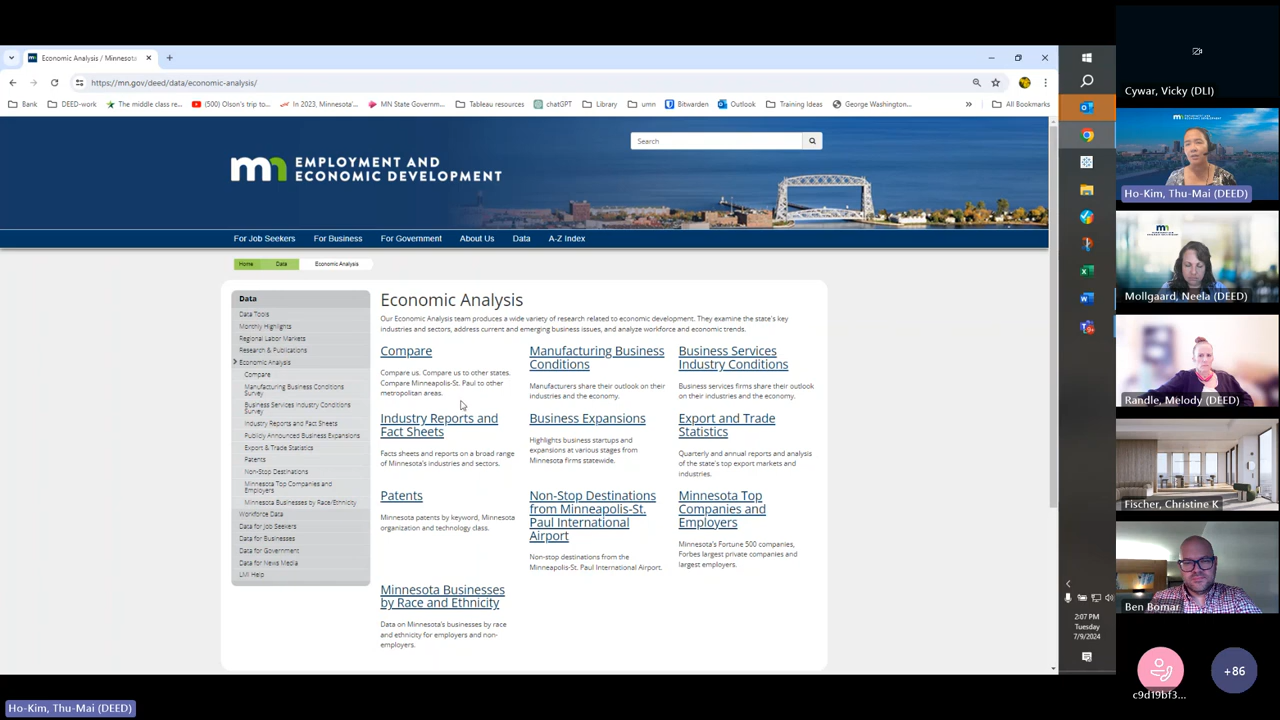 Economic Analysis / Minnesota
https://mn.gov/deed/data/economic-analysis/
Bank
DEED-work
The middle class re...
(500) Olson's trip to...
In 2023, Minnesota'...
MN State Governm...
Tableau resources
chatGPT
Library
umn
Bitwarden
Outlook
Training Ideas
George Washington...
»
All Bookmarks
mn EMPLOYMENT AND
ECONOMIC DEVELOPMENT
Search
For Job Seekers
For Business
For Government
About Us
Data
A-Z Index
Home
Data
Economic Analysis
Data
Data Tools
Monthly Highlights
Regional Labor Markets
Research & Publications
Economic Analysis
Compare
Manufacturing Business Conditions
Survey
Business Services Industry Conditions
Survey
Industry Reports and Fact Sheets
Publicly Announced Business Expansions
Export & Trade Statistics
Patents
Non-Stop Destinations
Minnesota Top Companies and
Employers
Minnesota Businesses by Race/Ethnicity
Workforce Data
Data for Job Seekers
Data for Businesses
Data for Government
Data for News Media
LMI Help
Economic Analysis
Our Economic Analysis team produces a wide variety of research related to economic development. They examine the state's key
industries and sectors, address current and emerging business issues, and analyze workforce and economic trends.
Compare
Compare us. Compare us to other states.
Compare Minneapolis-St. Paul to other
metropolitan areas.
Manufacturing Business
Conditions
Manufacturers share their outlook on their
industries and the economy.
Business Services
Industry Conditions
Business services firms share their outlook
on their industries and the economy.
Industry Reports and
Fact Sheets
Facts sheets and reports on a broad range
of Minnesota's industries and sectors.
Business Expansions
Highlights business startups and
expansions at various stages from
Minnesota firms statewide.
Export and Trade
Statistics
Quarterly and annual reports and analysis
of the state's top export markets and
industries.
Patents
Minnesota patents by keyword, Minnesota
organization and technology class.
Non-Stop Destinations
from Minneapolis-St.
Paul International
Airport
Non-stop destinations from the
Minneapolis-St. Paul International Airport.
Minnesota Top
Companies and
Employers
Minnesota's Fortune 500 companies,
Forbes largest private companies and
largest employers.
Minnesota Businesses
by Race and Ethnicity
Data on Minnesota's businesses by race
and ethnicity for employers and non-
employers.
2:07 PM
Tuesday
7/9/2024
Cywar, Vicky (DLI)
Ho-Kim, Thu-Mai (DEED)
Mollgaard, Neela (DEED)
Randle, Melody (DEED)
Fischer, Christine K
Ben Bomar
c9d19bf3...
+86
Ho-Kim, Thu-Mai (DEED)